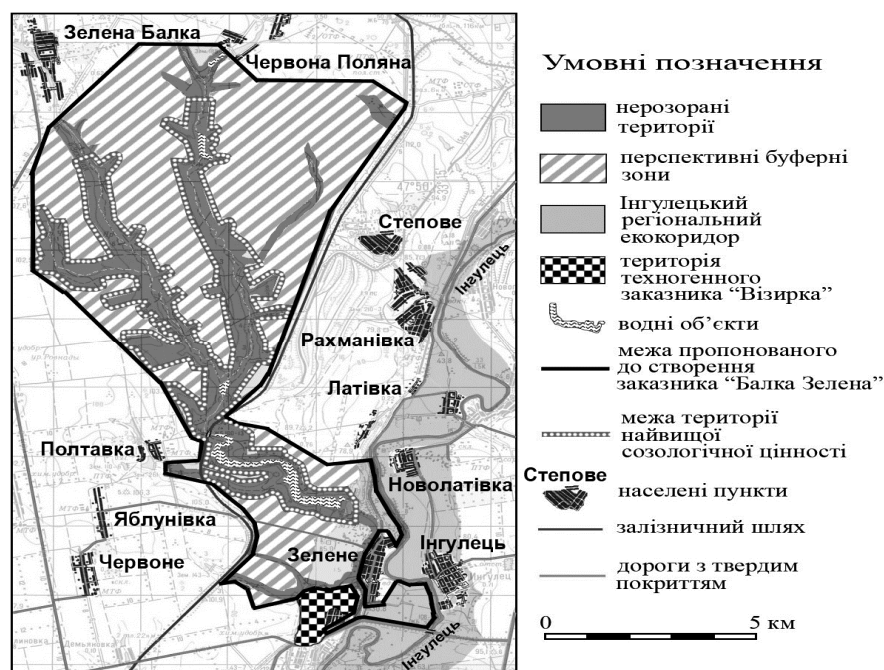 Зелена Балка
Червона Поляна
Степове
Інгулець
Рахманівка
Латівка
Полтавка
Новолатівка
Яблунівка
Зелене
Інгулець
Червоне
Інгулець
Умовні позначення
нерозорані
території
перспективні буферні
зони
Інгулецький
регіональний
екокоридор
територія
техногенного
заказника “Візирка”
водні об’єкти
межа пропонованого
до створення
заказника “Балка Зелена”
межа території
найвищої
созологічної цінності
Степове
населені пункти
залізничний шлях
дороги з твердим
покриттям
0 5 км